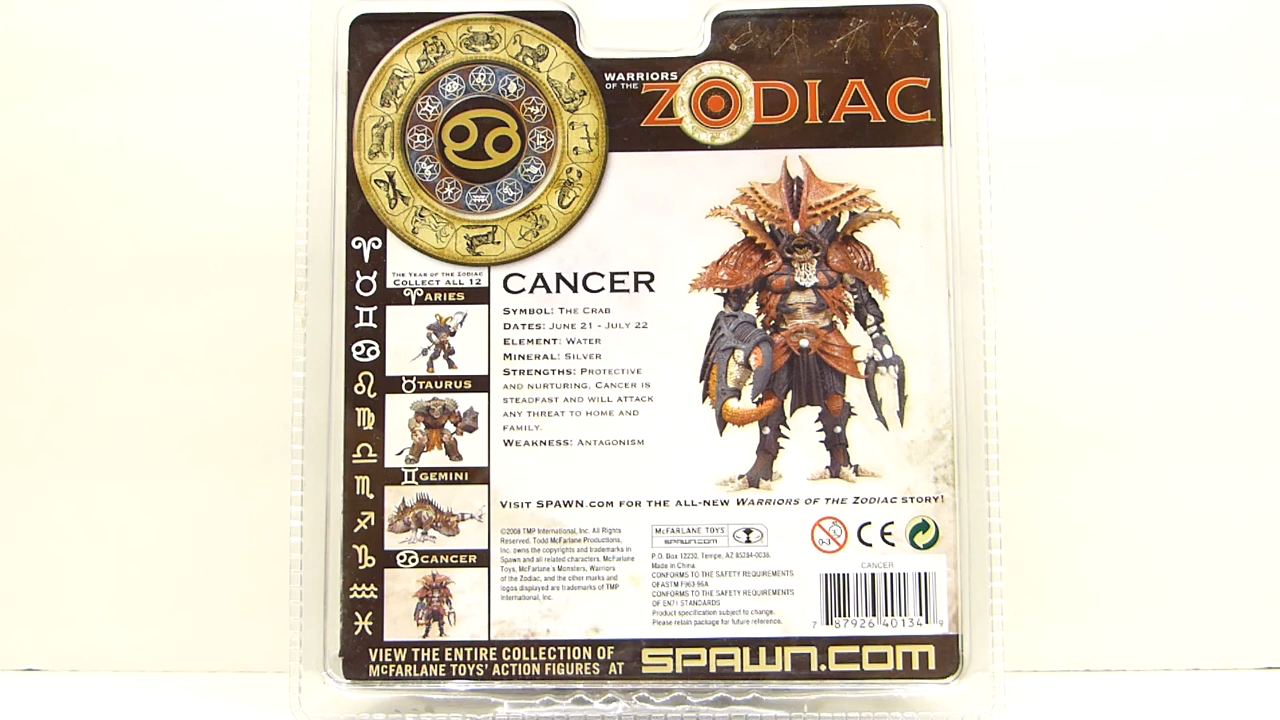 WARRIORS
OF THE
ZODIAC
THE YEAR OF THE ZODIAC
COLLECT ALL 12
♈ARIES
♉TAURUS
♊GEMINI
♋CANCER
CANCER
SYMBOL: THE CRAB
DATES: JUNE 21 - JULY 22
ELEMENT: WATER
MINERAL: SILVER
STRENGTHS: PROTECTIVE
AND NURTURING, CANCER IS
STEADFAST AND WILL ATTACK
ANY THREAT TO HOME AND
FAMILY.
WEAKNESS: ANTAGONISM
VISIT SPAWN.COM FOR THE ALL-NEW WARRIORS OF THE ZODIAC STORY!
©2008 TMP International, Inc. All Rights
Reserved. Todd McFarlane Productions,
Inc. owns the copyrights and trademarks in
Spawn and all related characters. McFarlane
Toys, McFarlane's Monsters, Warriors
of the Zodiac, and the other marks and
logos displayed are trademarks of TMP
International, Inc.
McFARLANE TOYS
SPAWN.COM
P.O. Box 12230, Tempe, AZ 85284-0038.
Made in China
CONFORMS TO THE SAFETY REQUIREMENTS
OF ASTM F963-96A
CONFORMS TO THE SAFETY REQUIREMENTS
OF EN71 STANDARDS
Product specification subject to change.
Please retain package for future reference.
0-3
CE
CANCER
7 87926 40134 9
VIEW THE ENTIRE COLLECTION OF
McFARLANE TOYS' ACTION FIGURES AT
SPAWN.COM